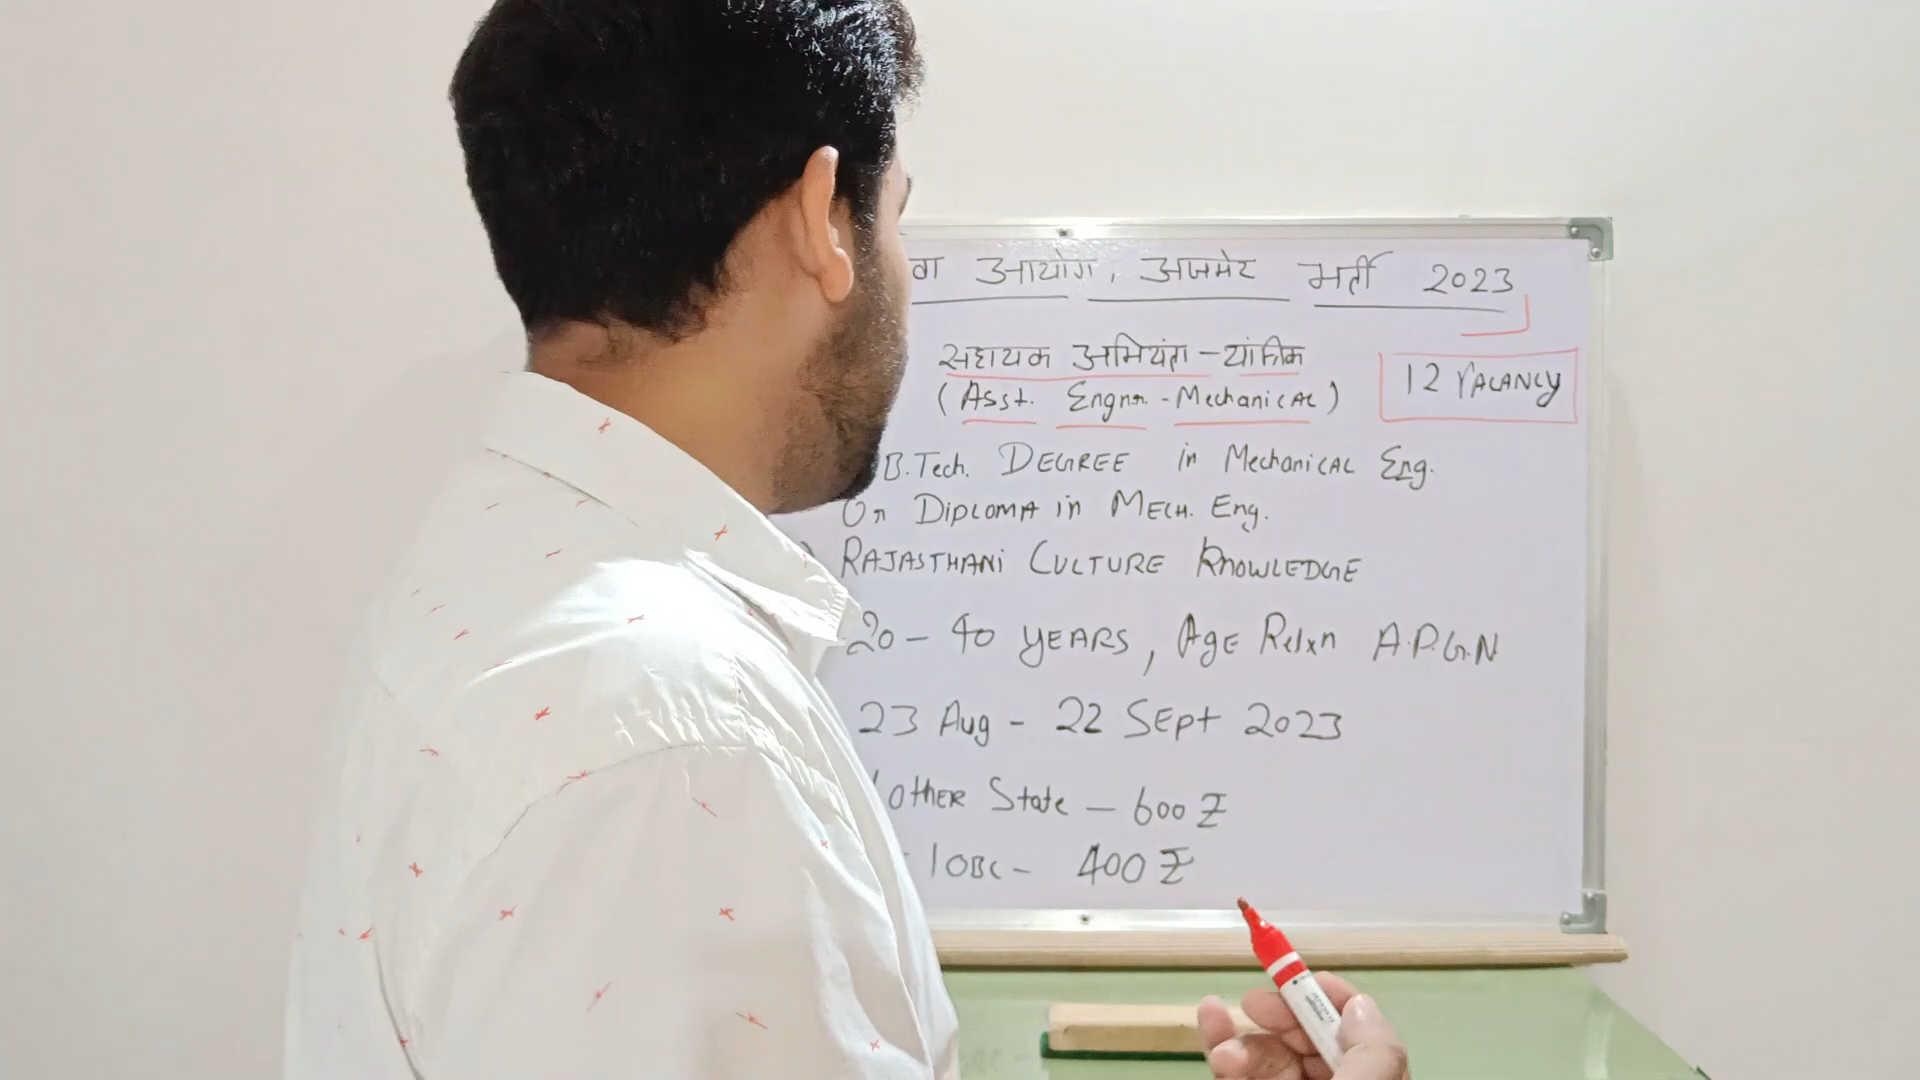 आयोग, अजमेर भर्ती 2023
सहायक अभियंता - यांत्रिक
(Asst. Engnr. - MechaniCAL)
12 VACANCY
B.Tech. DEGREE in MechaniCAL Eng.
Or DiplOMA in MECH. Eng.
RAJASTHANi CULTURE KNOWLEDGE
20 - 40 YEARS, AgE Relxn A.P.G.N
23 Aug - 22 SEpt 2023
/ OtHER State - 600 ₹
/ OBC - 400 ₹